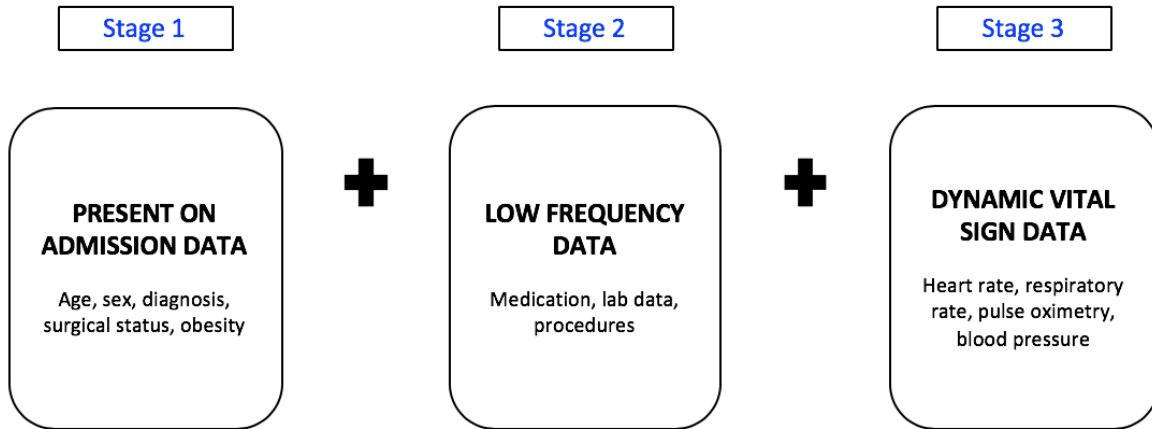 Stage 1
Stage 2
Stage 3
PRESENT ON
ADMISSION DATA
Age, sex, diagnosis,
surgical status, obesity
LOW FREQUENCY
DATA
Medication, lab data,
procedures
DYNAMIC VITAL
SIGN DATA
Heart rate, respiratory
rate, pulse oximetry,
blood pressure